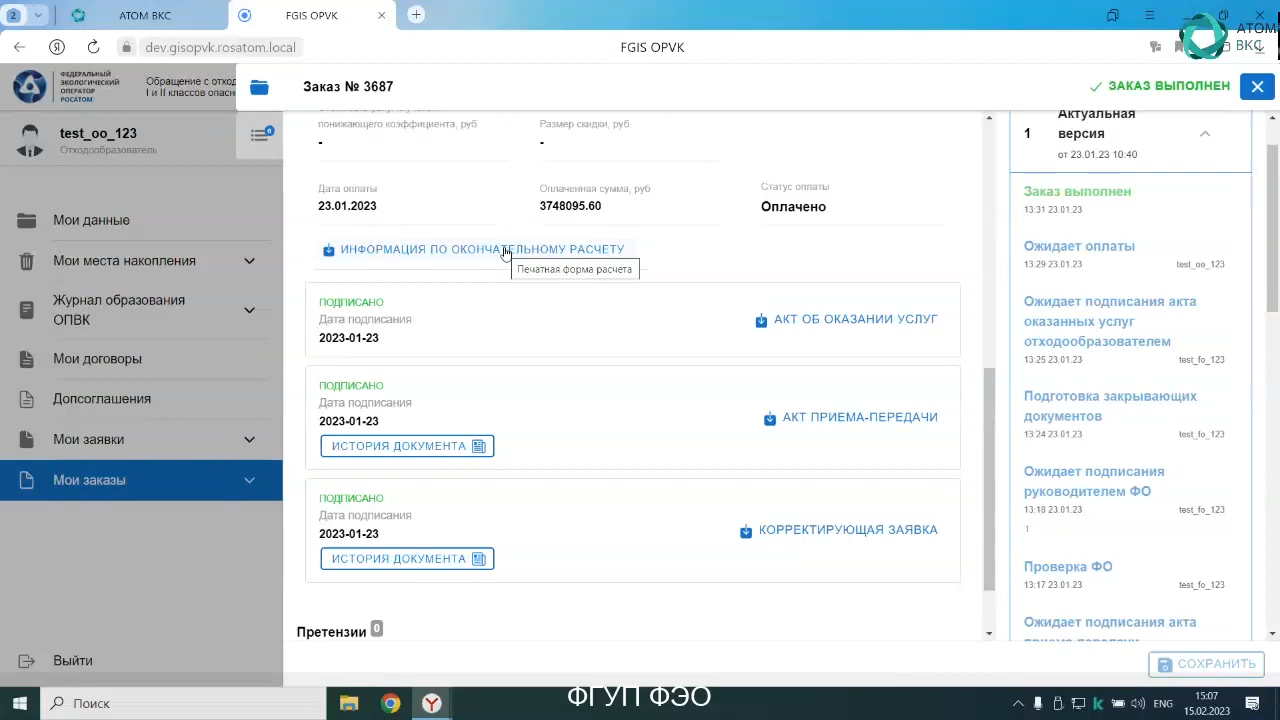 2
ATOM BKC
FGIS OPVK
dev.gisopvk.rosatom.local
FGIS OPVK
АТОМ
ВКС
ФЕДЕРАЛЬНЫЙ
ЭКОЛОГИЧЕСКИЙ
ОПЕРАТОР
РОСАТОМ
Обращение с отход
I и II классов опаснос
Заказ № 3687
ЗАКАЗ ВЫПОЛНЕН
test_oo_123
Отходообразователь
6
Мои данные
Мои места накопления
Журнал образования
ОПВК
Мои договоры
Допсоглашения
Мои заявки
Мои заказы
Выйти
понижающего коэффициента, руб
-
Размер скидки, руб
-
Дата оплаты
23.01.2023
Оплаченная сумма, руб
3748095.60
Статус оплаты
Оплачено
ИНФОРМАЦИЯ ПО ОКОНЧАТЕЛЬНОМУ РАСЧЕТУ
Печатная форма расчета
ПОДПИСАНО
Дата подписания
2023-01-23
АКТ ОБ ОКАЗАНИИ УСЛУГ
ПОДПИСАНО
Дата подписания
2023-01-23
ИСТОРИЯ ДОКУМЕНТА
АКТ ПРИЕМА-ПЕРЕДАЧИ
ПОДПИСАНО
Дата подписания
2023-01-23
ИСТОРИЯ ДОКУМЕНТА
КОРРЕКТИРУЮЩАЯ ЗАЯВКА
Претензии 0
1
Актуальная
версия
от 23.01.23 10:40
Заказ выполнен
13:31 23.01.23
Ожидает оплаты
13:29 23.01.23 test_oo_123
Ожидает подписания акта
оказанных услуг
отходообразователем
13:25 23.01.23 test_fo_123
Подготовка закрывающих
документов
13:24 23.01.23 test_fo_123
Ожидает подписания
руководителем ФО
13:18 23.01.23 test_fo_123
1
Проверка ФО
13:17 23.01.23 test_fo_123
Ожидает подписания акта
СОХРАНИТЬ
Поиск
ФГУП ФЭО
ENG
15:07
15.02.2023